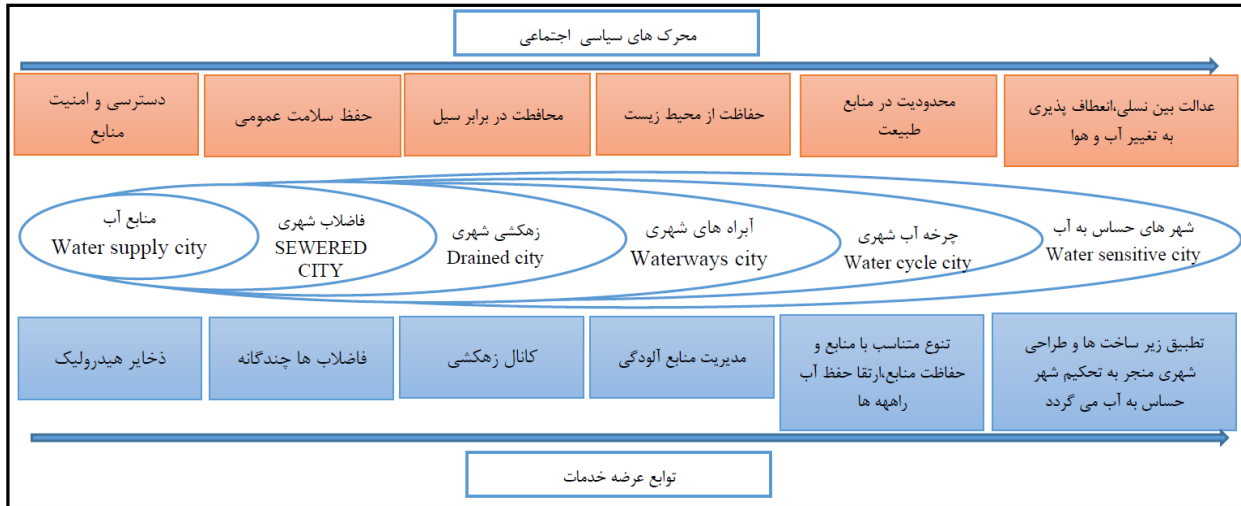 محرک های سیاسی اجتماعی
دسترسی و امنیت
منابع
حفظ سلامت عمومی
محافطت در برابر سیل
حفاظت از محیط زیست
محدودیت در منابع
طبیعت
عدالت بین نسلی،انعطاف پذیری
به تغییر آب و هوا
منابع آب
Water supply city
فاضلاب شهری
SEWERED
CITY
زهکشی شهری
Drained city
آبراه های شهری
Waterways city
چرخه آب شهری
Water cycle city
شهر های حساس به آب
Water sensitive city
ذخایر هیدرولیک
فاضلاب ها چندگانه
کانال زهکشی
مدیریت منابع آلودگی
تنوع متناسب با منابع و
حفاظت منابع،ارتقا حفظ آب
راههه ها
تطبیق زیر ساخت ها و طراحی
شهری منجر به تحکیم شهر
حساس به آب می گردد
توابع عرضه خدمات